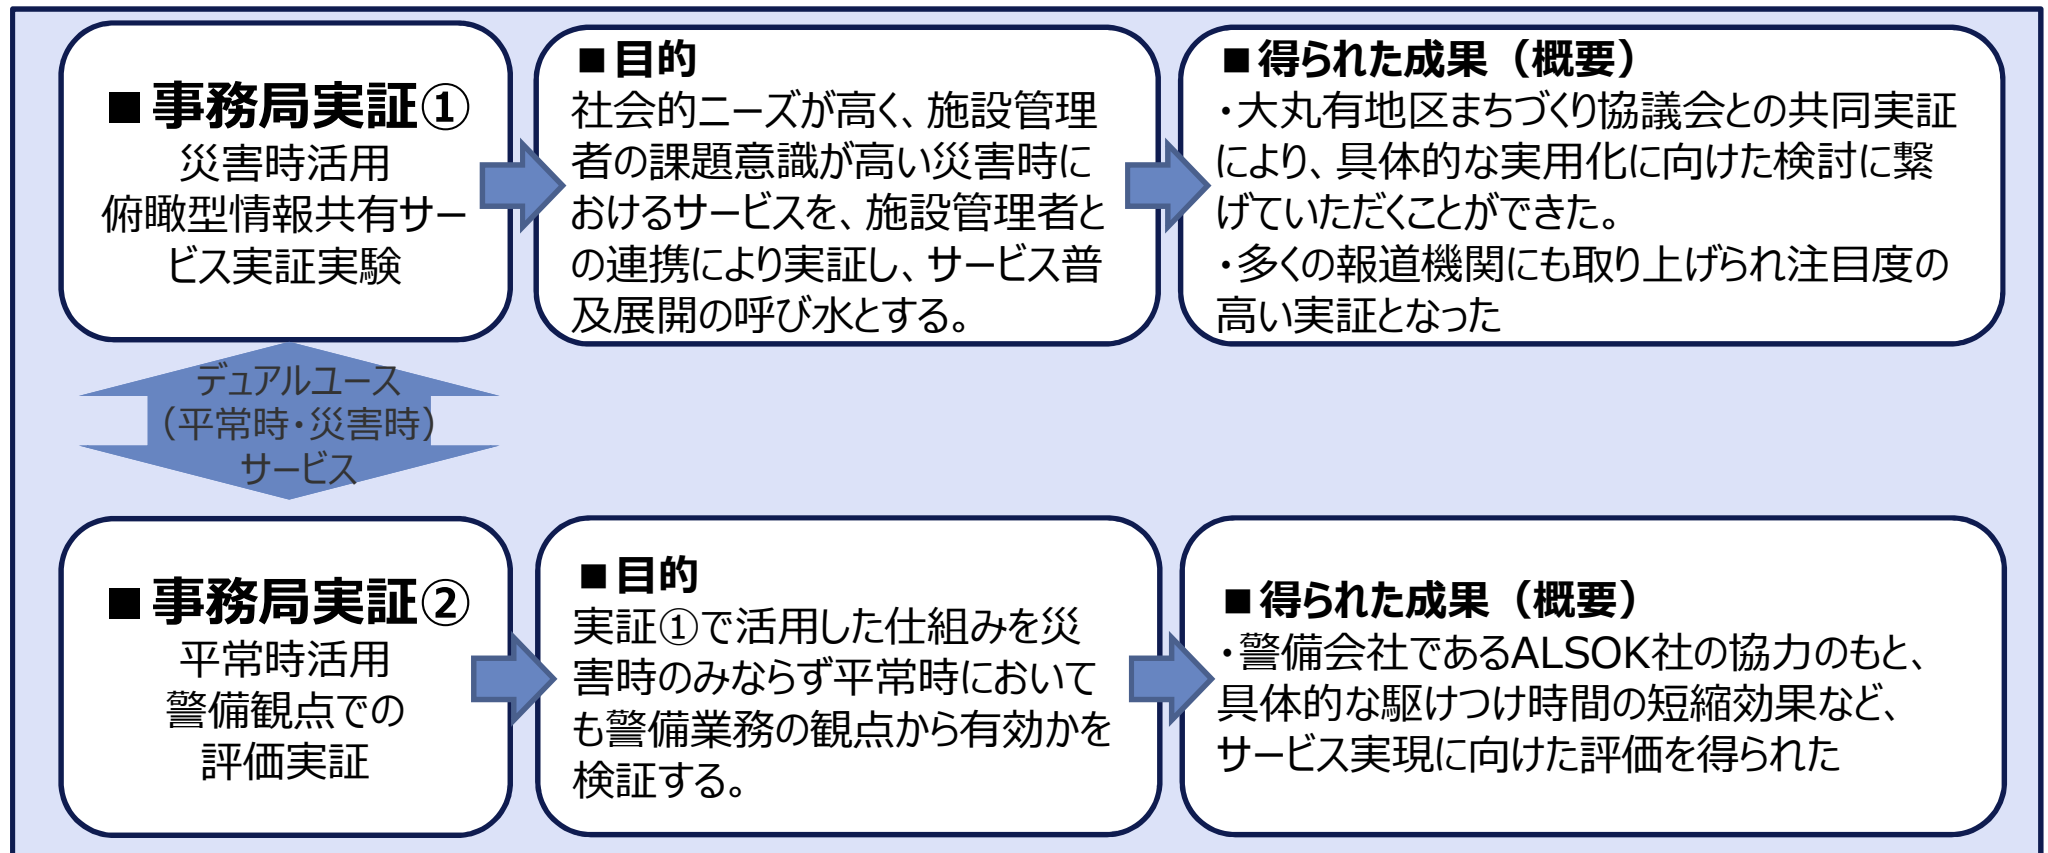 ■事務局実証①
災害時活用
俯瞰型情報共有サー
ビス実証実験
■目的
社会的ニーズが高く、施設管理
者の課題意識が高い災害時に
おけるサービスを、施設管理者と
の連携により実証し、サービス普
及展開の呼び水とする。
■得られた成果（概要）
・大丸有地区まちづくり協議会との共同実証
により、具体的な実用化に向けた検討に繋
げていただくことができた。
・多くの報道機関にも取り上げられ注目度の
高い実証となった
デュアルユース
（平常時・災害時）
サービス
■事務局実証②
平常時活用
警備観点での
評価実証
■目的
実証①で活用した仕組みを災
害時のみならず平常時において
も警備業務の観点から有効かを
検証する。
■得られた成果（概要）
・警備会社であるALSOK社の協力のもと、
具体的な駆けつけ時間の短縮効果など、
サービス実現に向けた評価を得られた